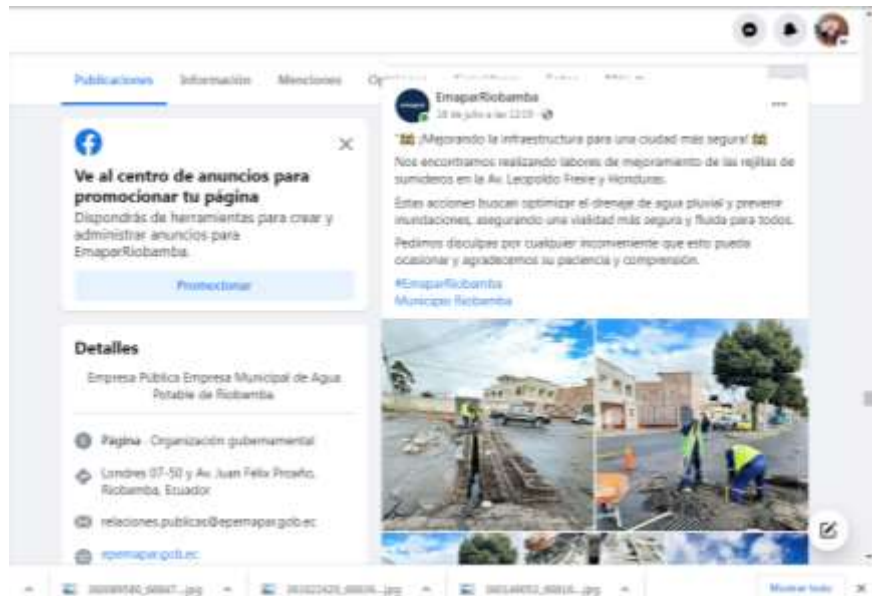 Publicaciones Información Menciones
Ve al centro de anuncios para
promocionar tu página
Dispondrás de herramientas para crear y
administrar anuncios para
EmaparRiobamba.
Promocionar
Detalles
Empresa Pública Empresa Municipal de Agua
Potable de Riobamba
Página · Organización gubernamental
Londres 07-50 y Av. Juan Félix Proaño,
Riobamba, Ecuador
relaciones.publicas@epemapar.gob.ec
epemapar.gob.ec
EmaparRiobamba
de julio a las
¡Mejorando la infraestructura para una ciudad más segura!
Nos encontramos realizando labores de mejoramiento de las rejillas de
sumideros en la Av. Leopoldo Freire y Honduras.
Estas acciones buscan optimizar el drenaje de agua pluvial y prevenir
inundaciones, asegurando una vialidad más segura y fluida para todos.
Pedimos disculpas por cualquier inconveniente que esto pueda
ocasionar y agradecemos su paciencia y comprensión.
#EmaparRiobamba
Municipio Riobamba
Mostrar todo